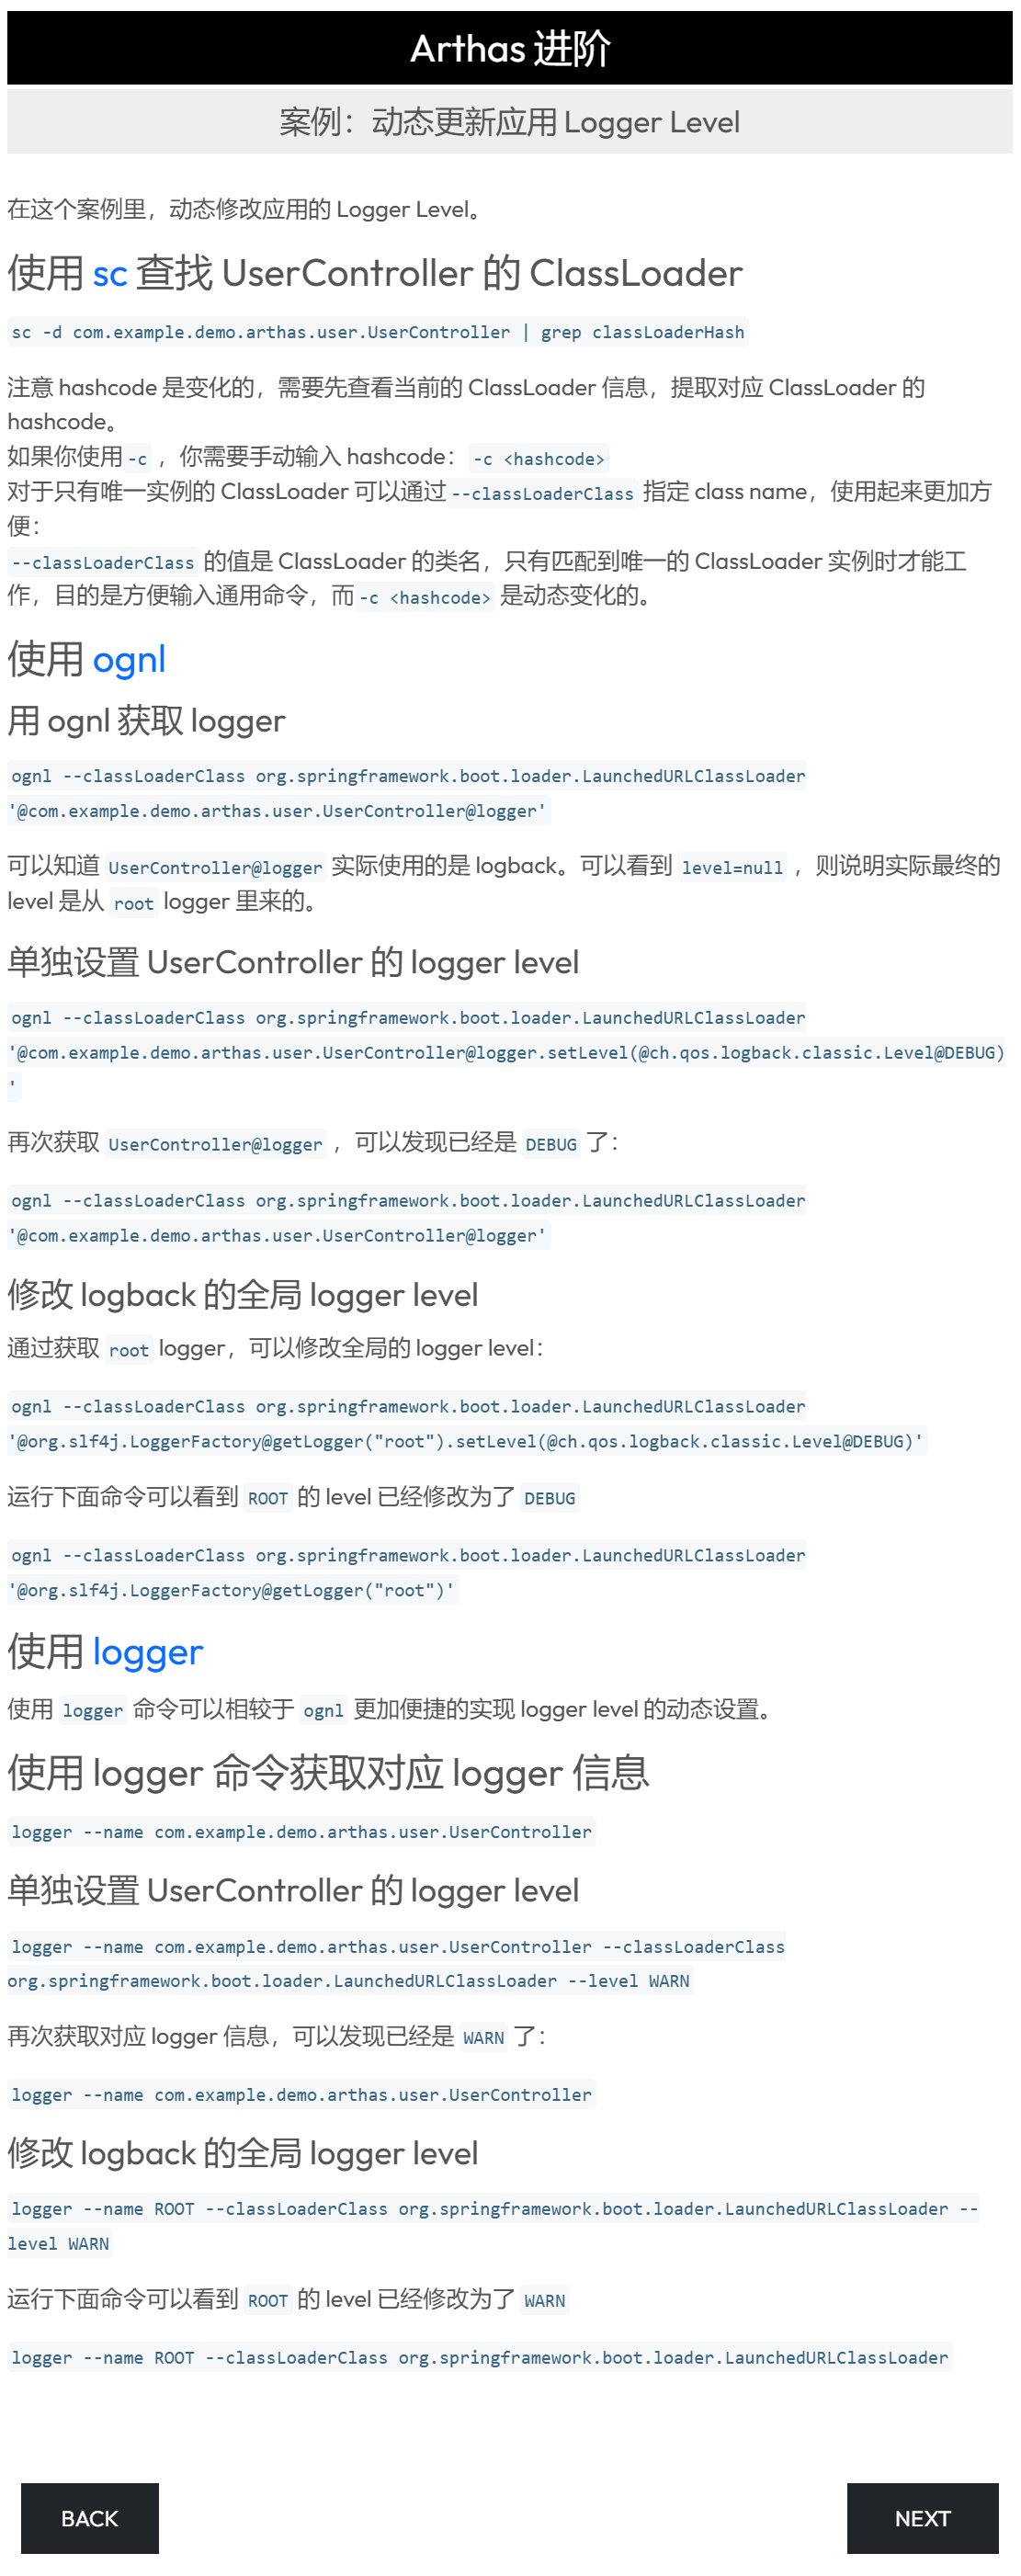 Arthas 进阶
案例：动态更新应用 Logger Level
在这个案例里，动态修改应用的 Logger Level。
使用 sc 查找 UserController 的 ClassLoader
sc -d com.example.demo.arthas.user.UserController | grep classLoaderHash
注意 hashcode 是变化的，需要先查看当前的 ClassLoader 信息，提取对应 ClassLoader 的
hashcode。
如果你使用 -c ，你需要手动输入 hashcode： -c <hashcode>
对于只有唯一实例的 ClassLoader 可以通过 --classLoaderClass 指定 class name，使用起来更加方
便：
--classLoaderClass 的值是 ClassLoader 的类名，只有匹配到唯一的 ClassLoader 实例时才能工
作，目的是方便输入通用命令，而 -c <hashcode> 是动态变化的。
使用 ognl
用 ognl 获取 logger
ognl --classLoaderClass org.springframework.boot.loader.LaunchedURLClassLoader
'@com.example.demo.arthas.user.UserController@logger'
可以知道 UserController@logger 实际使用的是 logback。可以看到 level=null ，则说明实际最终的
level 是从 root logger 里来的。
单独设置 UserController 的 logger level
ognl --classLoaderClass org.springframework.boot.loader.LaunchedURLClassLoader
'@com.example.demo.arthas.user.UserController@logger.setLevel(@ch.qos.logback.classic.Level@DEBUG)
'
再次获取 UserController@logger ，可以发现已经是 DEBUG 了：
ognl --classLoaderClass org.springframework.boot.loader.LaunchedURLClassLoader
'@com.example.demo.arthas.user.UserController@logger'
修改 logback 的全局 logger level
通过获取 root logger，可以修改全局的 logger level：
ognl --classLoaderClass org.springframework.boot.loader.LaunchedURLClassLoader
'@org.slf4j.LoggerFactory@getLogger("root").setLevel(@ch.qos.logback.classic.Level@DEBUG)'
运行下面命令可以看到 ROOT 的 level 已经修改为了 DEBUG
ognl --classLoaderClass org.springframework.boot.loader.LaunchedURLClassLoader
'@org.slf4j.LoggerFactory@getLogger("root")'
使用 logger
使用 logger 命令可以相较于 ognl 更加便捷的实现 logger level 的动态设置。
使用 logger 命令获取对应 logger 信息
logger --name com.example.demo.arthas.user.UserController
单独设置 UserController 的 logger level
logger --name com.example.demo.arthas.user.UserController --classLoaderClass
org.springframework.boot.loader.LaunchedURLClassLoader --level WARN
再次获取对应 logger 信息，可以发现已经是 WARN 了：
logger --name com.example.demo.arthas.user.UserController
修改 logback 的全局 logger level
logger --name ROOT --classLoaderClass org.springframework.boot.loader.LaunchedURLClassLoader --
level WARN
运行下面命令可以看到 ROOT 的 level 已经修改为了 WARN
logger --name ROOT --classLoaderClass org.springframework.boot.loader.LaunchedURLClassLoader
BACK
NEXT